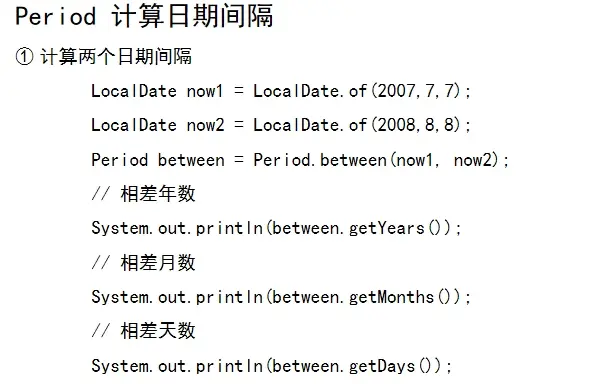 Period 计算日期间隔
① 计算两个日期间隔
LocalDate now1 = LocalDate.of(2007,7,7);
LocalDate now2 = LocalDate.of(2008,8,8);
Period between = Period.between(now1, now2);
// 相差年数
System.out.println(between.getYears());
// 相差月数
System.out.println(between.getMonths());
// 相差天数
System.out.println(between.getDays());